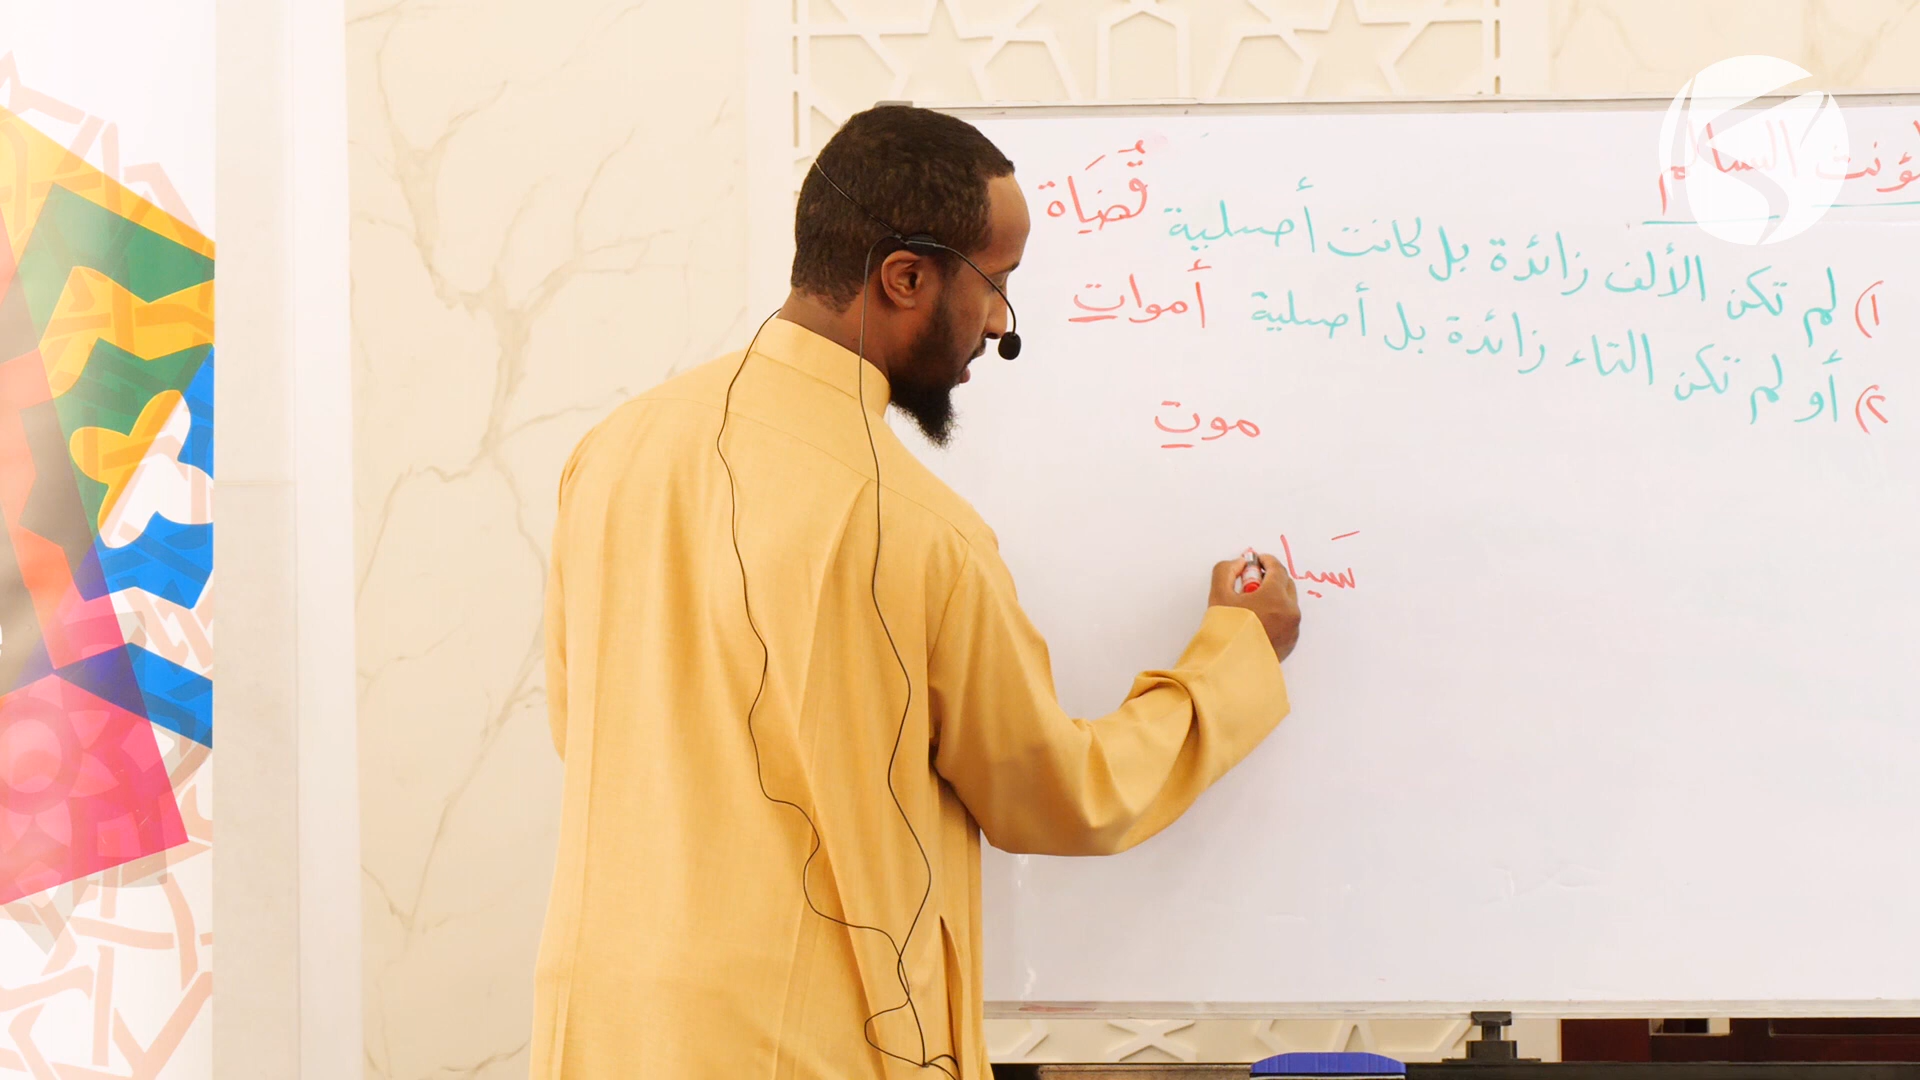 ؤنث السالم
١) لم تكن الألف زائدة بل كانت أصلية قُضَاة
٢) أو لم تكن التاء زائدة بل أصلية أمواتٍ
موتٍ
سَيا